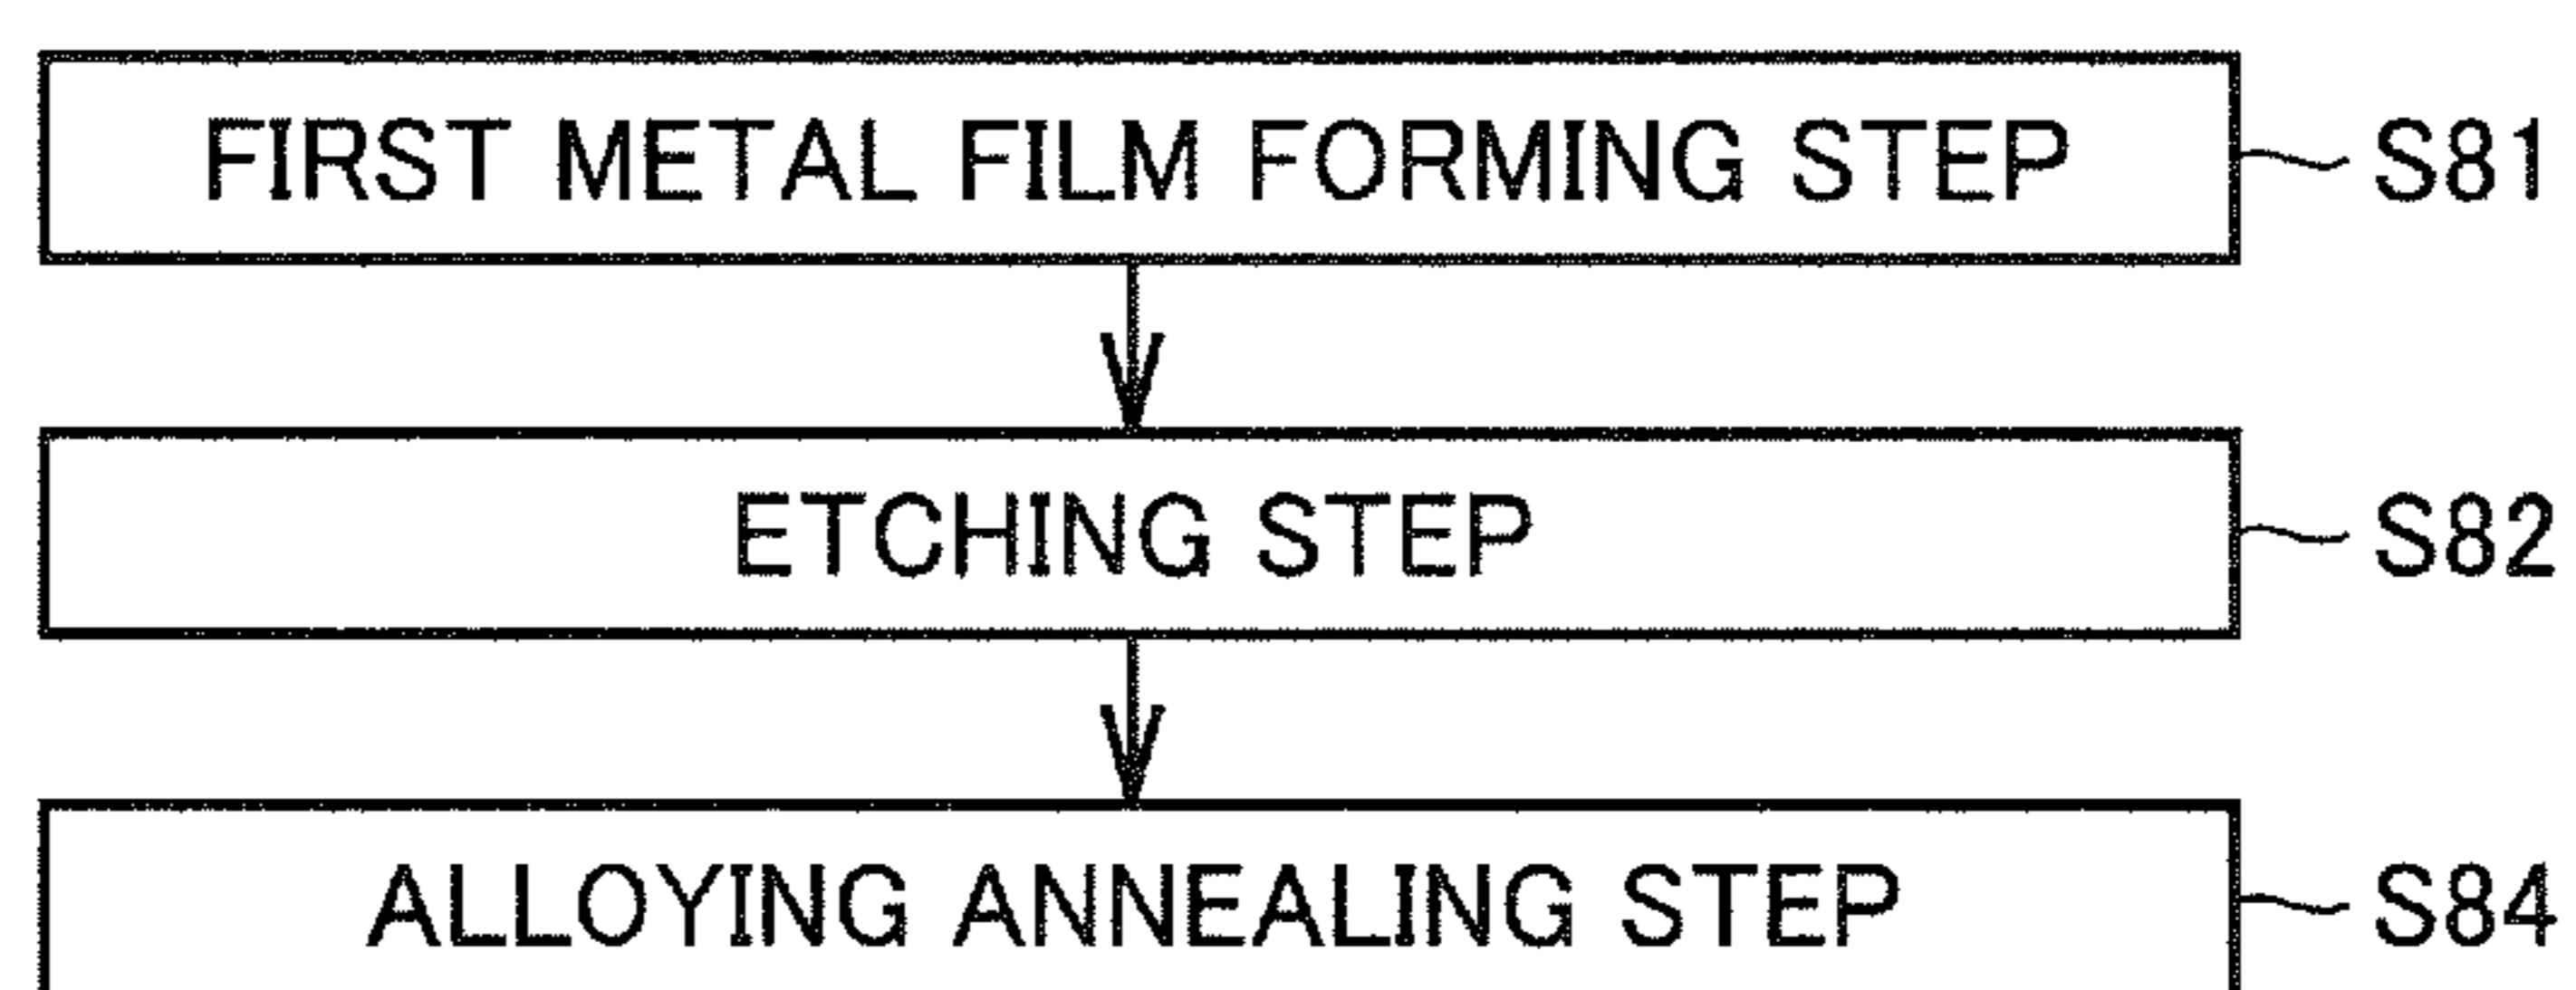 FIRST METAL FILM FORMING STEP S81
ETCHING STEP S82
ALLOYING ANNEALING STEP S84